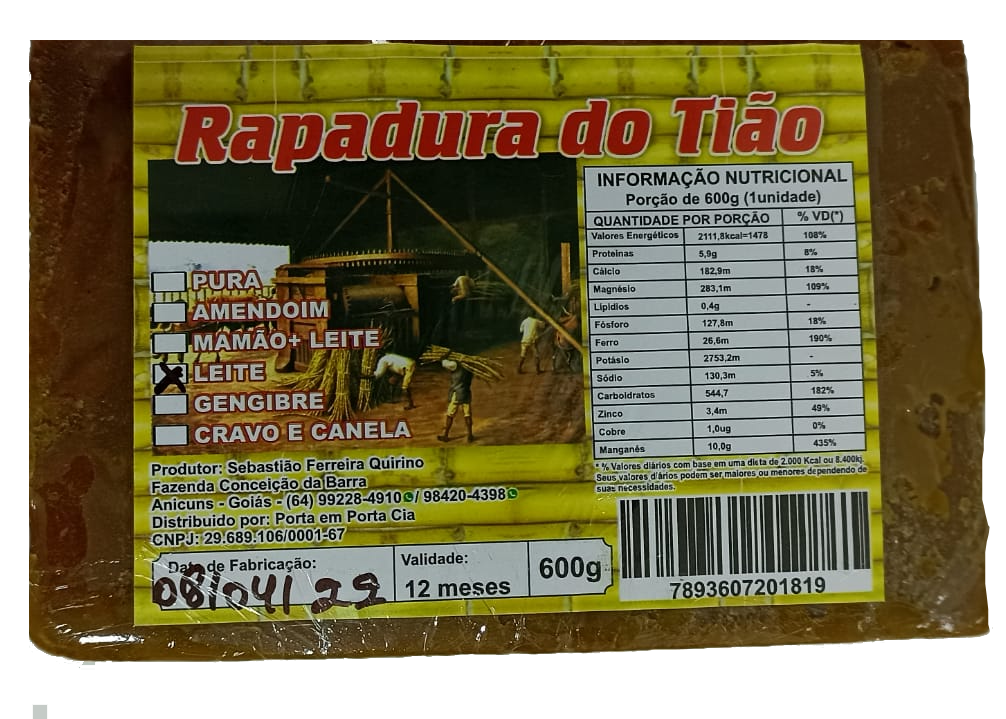 Rapadura do Tião
PURA
AMENDOIM
MAMÃO+ LEITE
X LEITE
GENGIBRE
CRAVO E CANELA
INFORMAÇÃO NUTRICIONAL
Porção de 600g (1unidade)
QUANTIDADE POR PORÇÃO % VD(*)
Valores Energéticos 2111,8kcal=1478 108%
Proteinas 5,9g 8%
Cálcio 182,9m 18%
Magnésio 283,1m 109%
Lipidios 0,4g -
Fósforo 127,8m 18%
Ferro 26,6m 190%
Potásio 2753,2m -
Sódio 130,3m 5%
Carboidratos 544,7 182%
Zinco 3,4m 49%
Cobre 1,0ug 0%
Manganês 10,0g 435%
* % Valores diários com base em uma dieta de 2.000 Kcal ou 8.400kj.
Seus valores diários podem ser maiores ou menores dependendo de
suas necessidades.
Produtor: Sebastião Ferreira Quirino
Fazenda Conceição da Barra
Anicuns - Goiás - (64) 99228-4910 / 98420-4398
Distribuido por: Porta em Porta Cia
CNPJ: 29.689.106/0001-67
Data de Fabricação:
08/04/22
Validade:
12 meses
600g
7893607201819